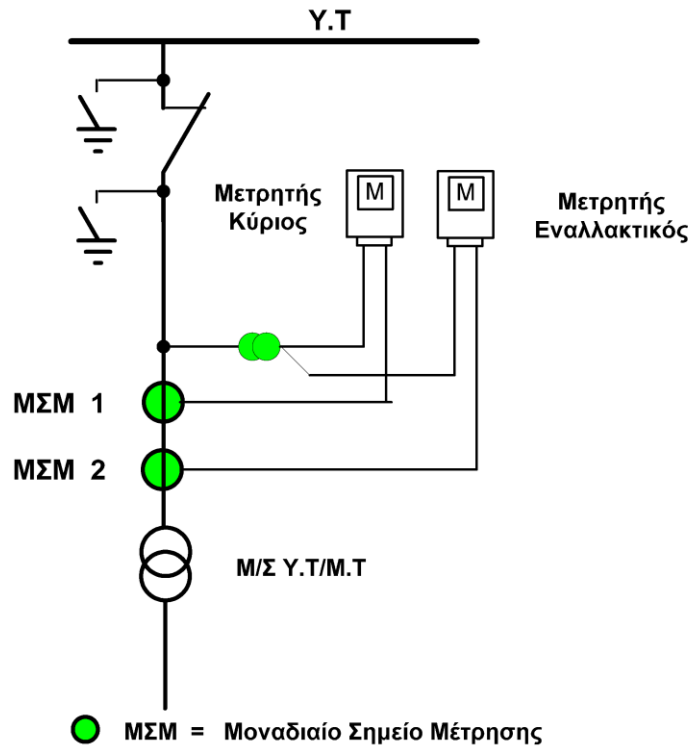 Υ.Τ
Μετρητής
Κύριος
M
M
Μετρητής
Εναλλακτικός
ΜΣΜ 1
ΜΣΜ 2
Μ/Σ Υ.Τ/Μ.Τ
ΜΣΜ = Μοναδιαίο Σημείο Μέτρησης